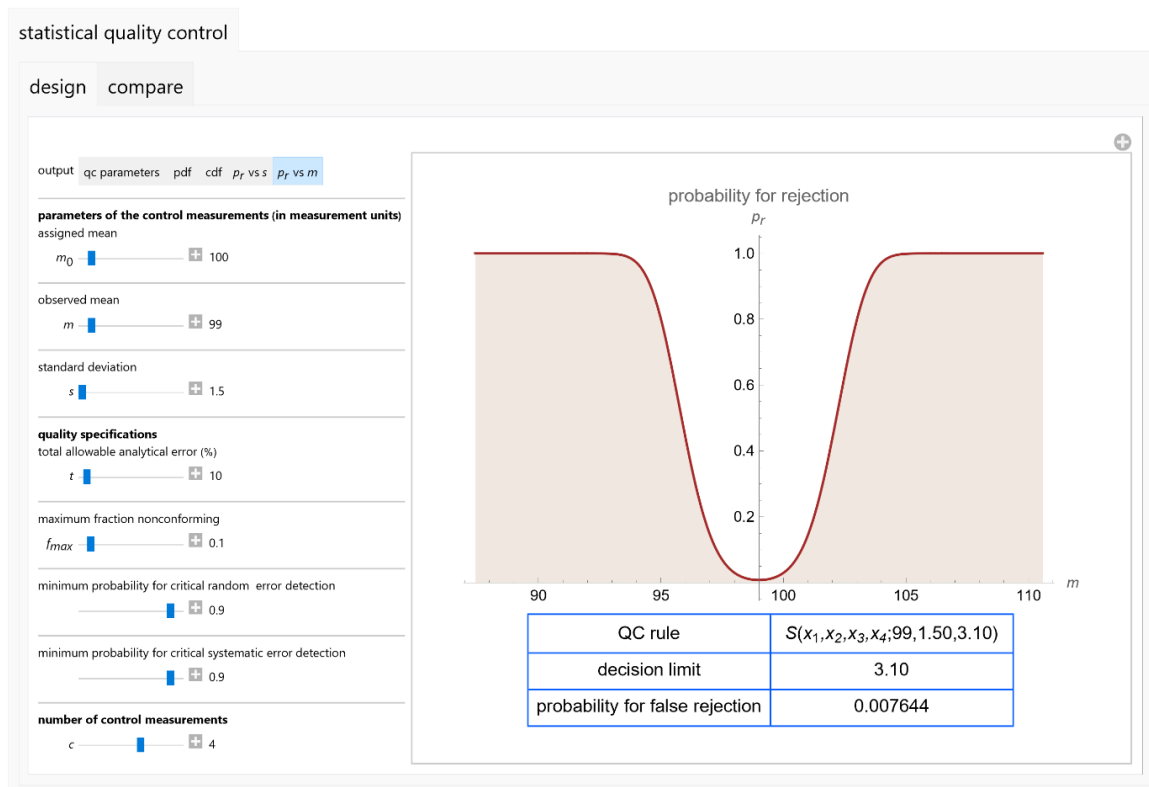 statistical quality control
design compare
output qc parameters pdf cdf pᵣ vs s pᵣ vs m
parameters of the control measurements (in measurement units)
assigned mean
m₀ 100
observed mean
m 99
standard deviation
s 1.5
quality specifications
total allowable analytical error (%)
t 10
maximum fraction nonconforming
fmax 0.1
minimum probability for critical random error detection
0.9
minimum probability for critical systematic error detection
0.9
number of control measurements
c 4
probability for rejection
pᵣ
1.0
0.8
0.6
0.4
0.2
90 95 100 105 110 m
QC rule S(x₁,x₂,x₃,x₄;99,1.50,3.10)
decision limit 3.10
probability for false rejection 0.007644